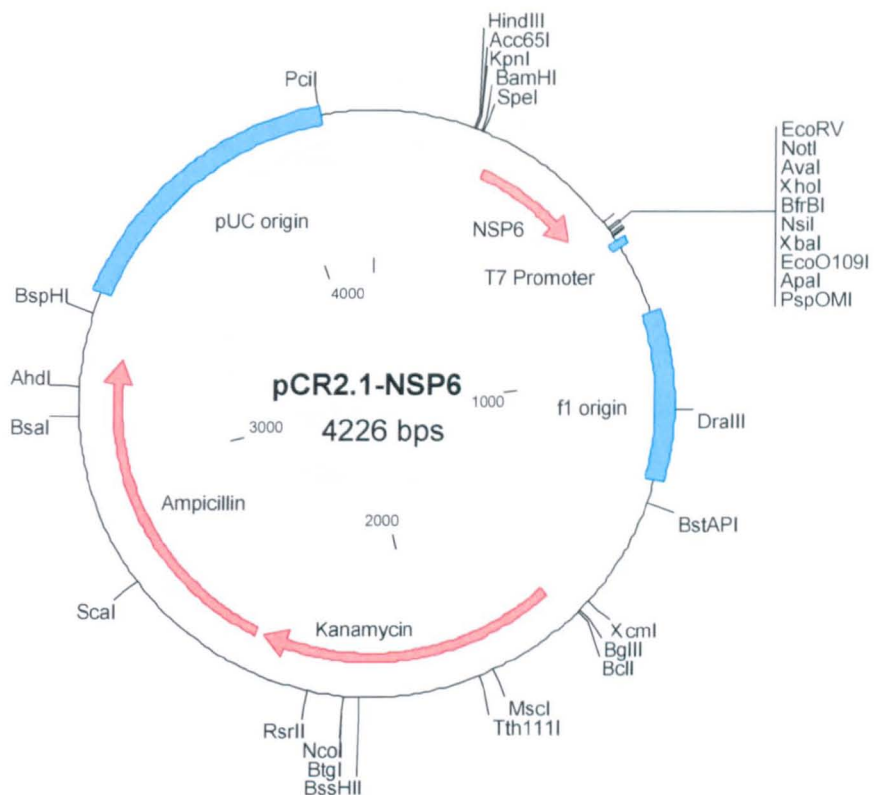 HindIII
Acc65I
KpnI
BamHI
SpeI
PciI
EcoRV
NotI
AvaI
XhoI
BfrBI
NsiI
XbaI
EcoO109I
ApaI
PspOMI
pUC origin
NSP6
T7 Promoter
4000
BspHI
AhdI
BsaI
pCR2.1-NSP6
4226 bps
1000
f1 origin
DraIII
3000
Ampicillin
2000
BstAPI
ScaI
Kanamycin
XcmI
BglII
BclI
MscI
Tth111I
RsrII
NcoI
BtgI
BssHII